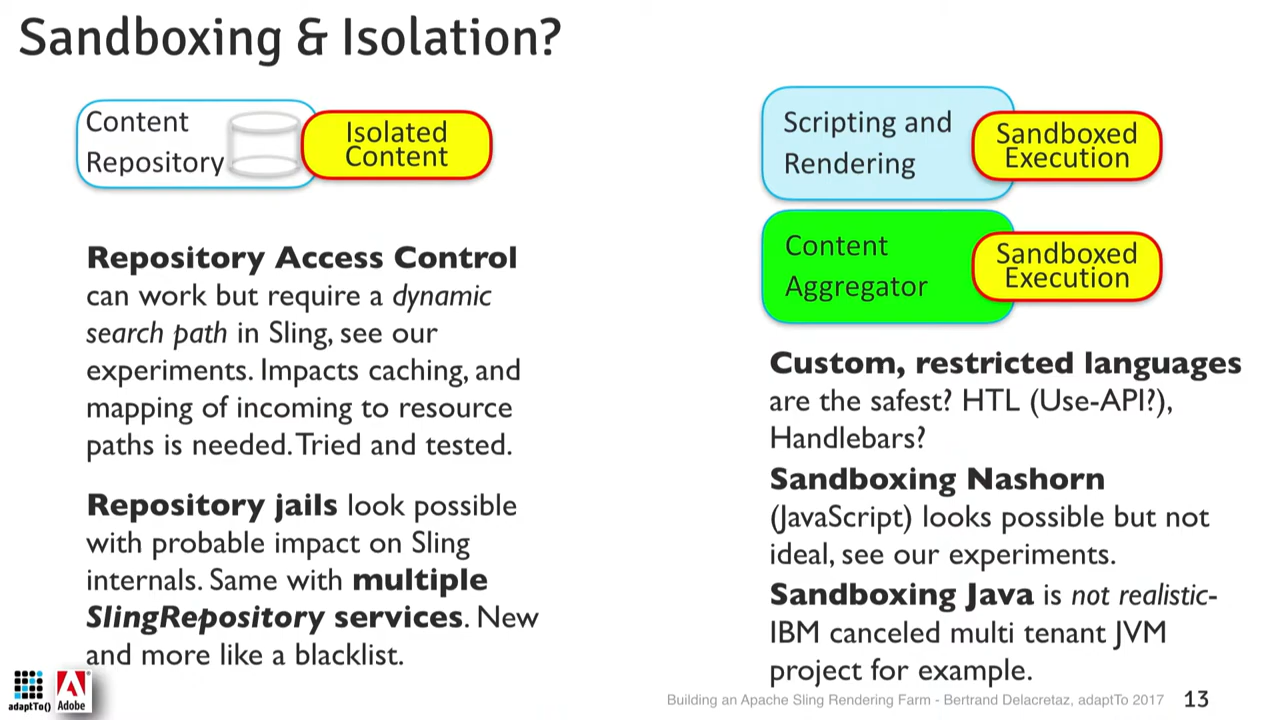 Sandboxing & Isolation?
Content
Repository
Isolated
Content
Repository Access Control
can work but require a dynamic
search path in Sling, see our
experiments. Impacts caching, and
mapping of incoming to resource
paths is needed. Tried and tested.
Repository jails look possible
with probable impact on Sling
internals. Same with multiple
SlingRepository services. New
and more like a blacklist.
Scripting and
Rendering
Sandboxed
Execution
Content
Aggregator
Sandboxed
Execution
Custom, restricted languages
are the safest? HTL (Use-API?),
Handlebars?
Sandboxing Nashorn
(JavaScript) looks possible but not
ideal, see our experiments.
Sandboxing Java is not realistic-
IBM canceled multi tenant JVM
project for example.
adaptTo()
Adobe
Building an Apache Sling Rendering Farm - Bertrand Delacretaz, adaptTo 2017
13